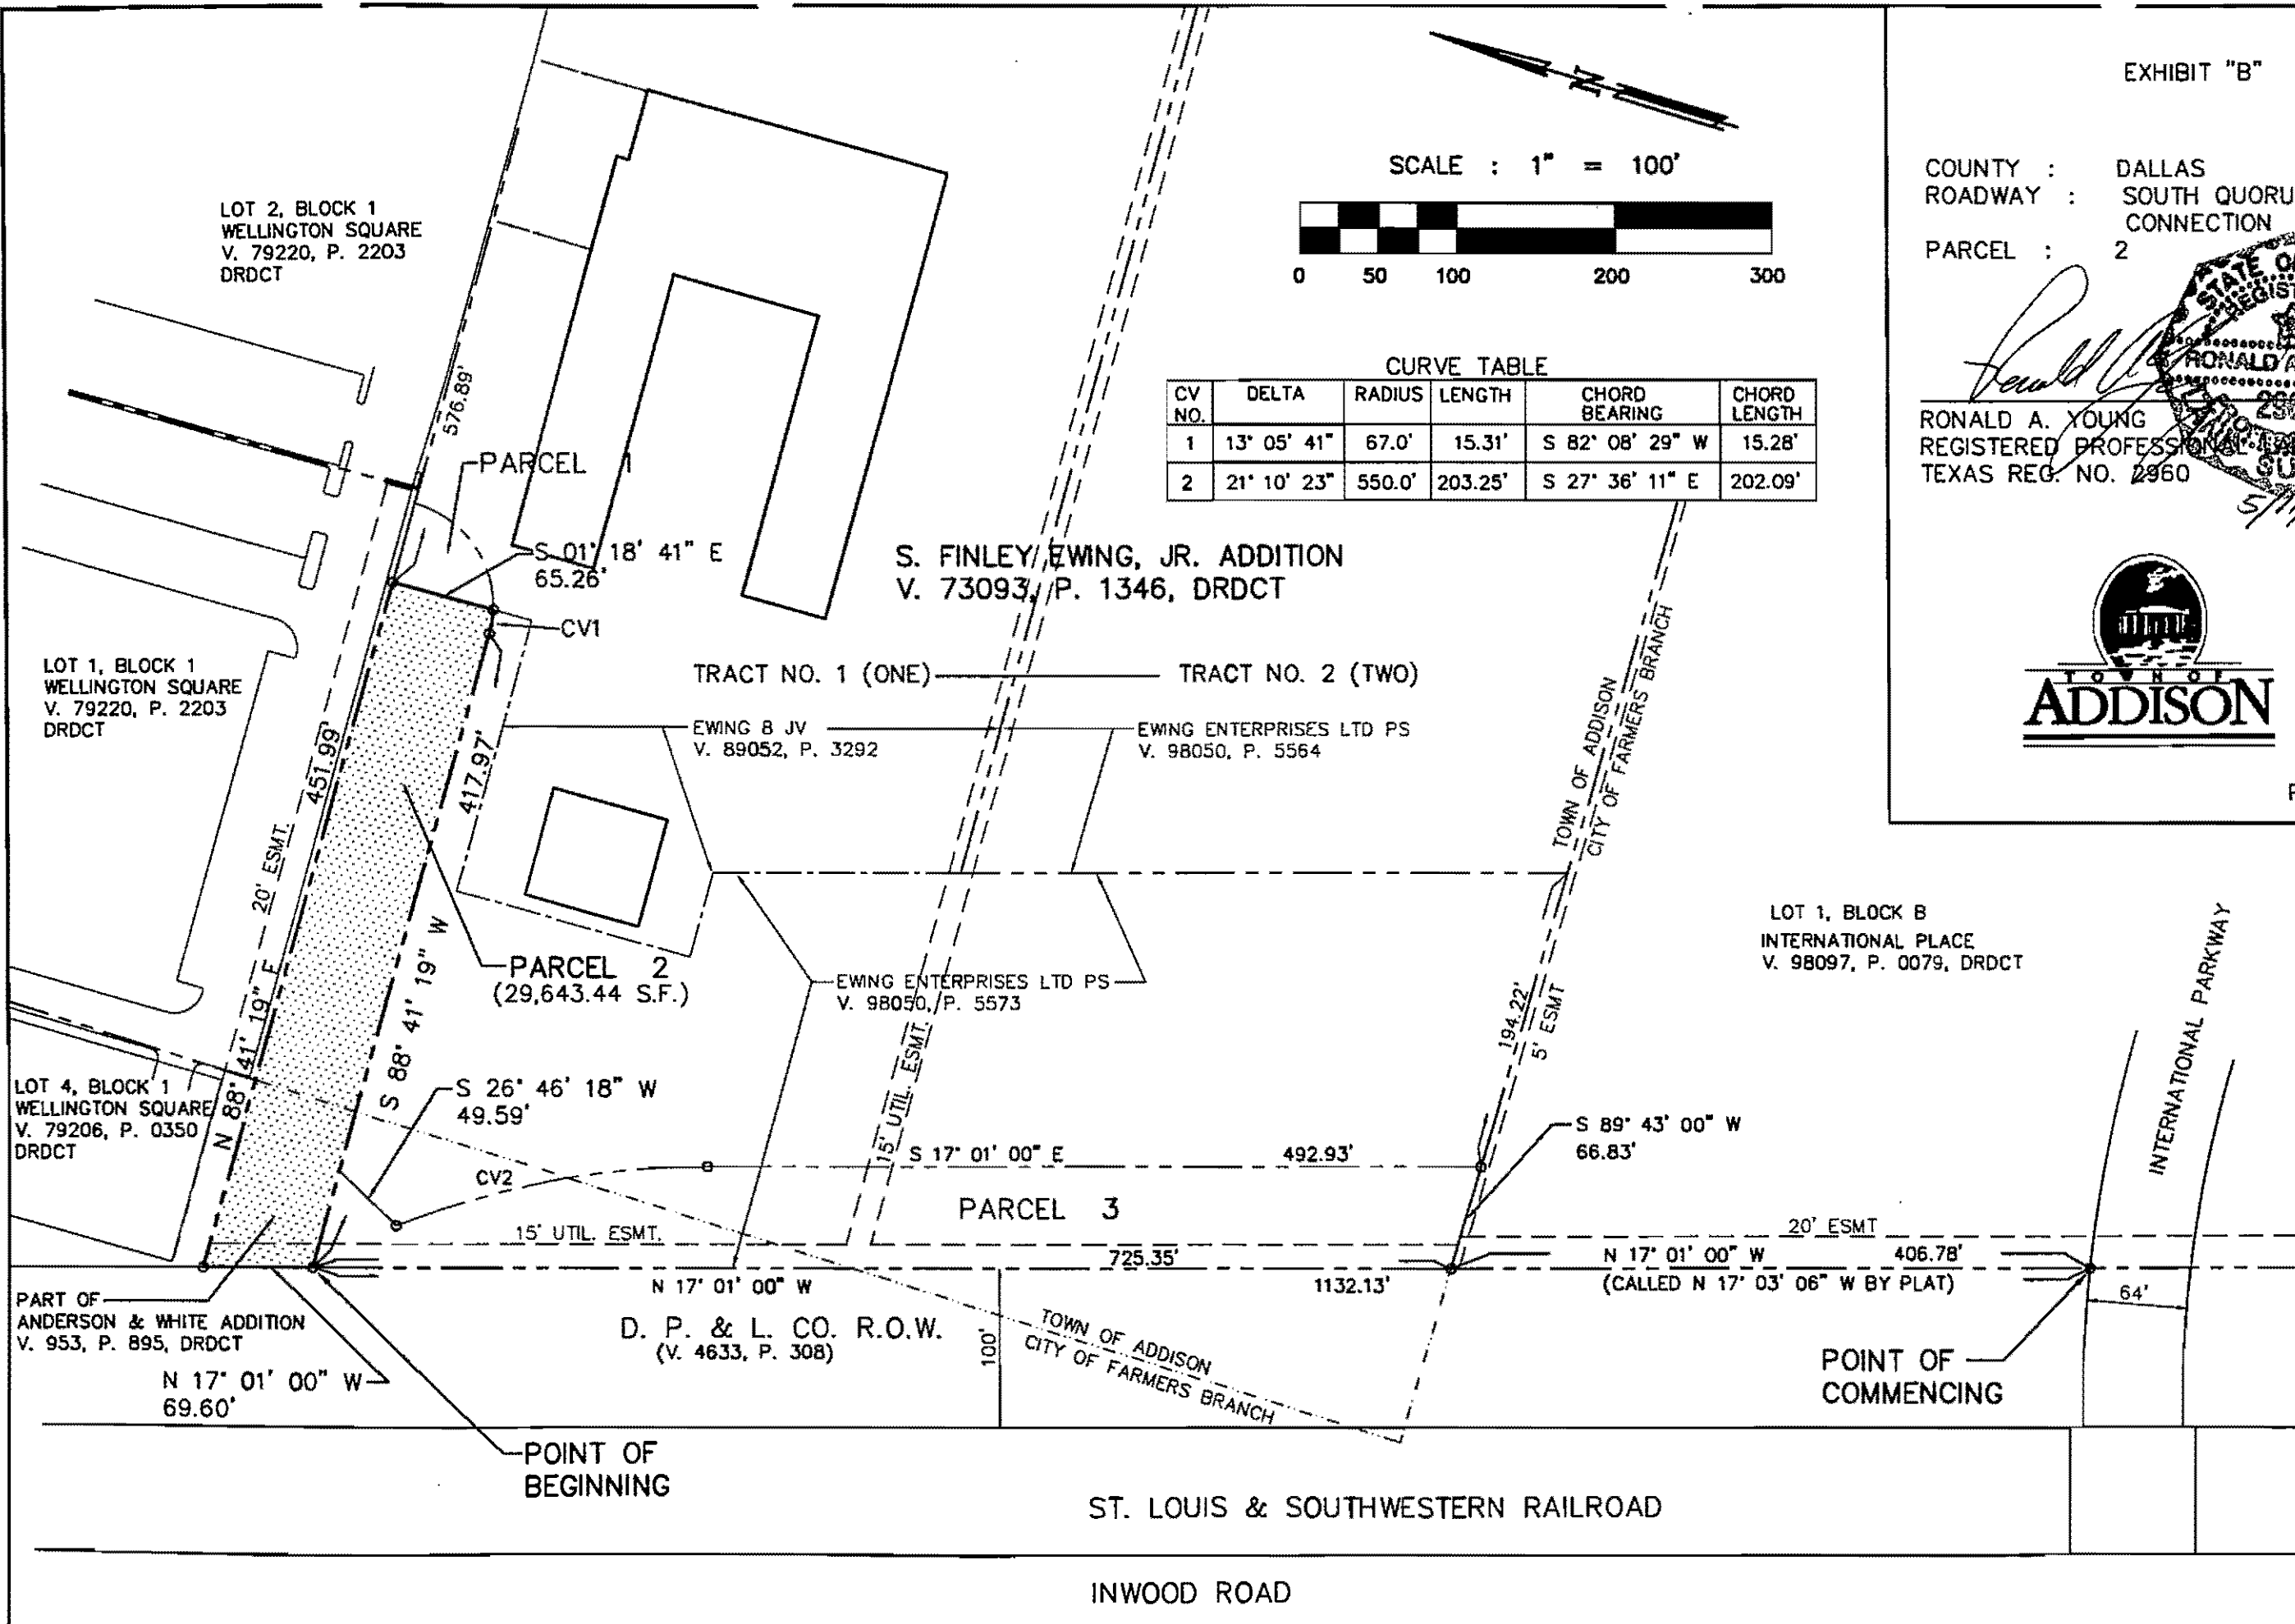 EXHIBIT "B"
COUNTY : DALLAS
ROADWAY : SOUTH
CONNECTION
PARCEL : 2
RONALD A. YOUNG
REGISTERED PROFESSIONAL
TEXAS REG. NO. 2960
TOWN OF
ADDISON
N
SCALE : 1" = 100'
0 50 100 200 300
CURVE TABLE
CV NO. DELTA RADIUS LENGTH CHORD BEARING CHORD LENGTH
1 13° 05' 41" 67.0' 15.31' S 82° 08' 29" W 15.28'
2 21° 10' 23" 550.0' 203.25' S 27° 36' 11" E 202.09'
LOT 2, BLOCK 1
WELLINGTON SQUARE
V. 79220, P. 2203
DRDCT
576.89'
PARCEL 1
S 01° 18' 41" E
65.26'
CV1
S. FINLEY EWING, JR. ADDITION
V. 73093, P. 1346, DRDCT
LOT 1, BLOCK 1
WELLINGTON SQUARE
V. 79220, P. 2203
DRDCT
TRACT NO. 1 (ONE)
TRACT NO. 2 (TWO)
EWING 8 JV
V. 89052, P. 3292
EWING ENTERPRISES LTD PS
V. 98050, P. 5564
TOWN OF ADDISON
CITY OF FARMERS BRANCH
451.99'
417.97'
20' ESMT.
N 88° 41' 19" E
S 88° 41' 19" W
PARCEL 2
(29,643.44 S.F.)
EWING ENTERPRISES LTD PS
V. 98050, P. 5573
15' UTIL. ESMT.
194.22'
5' ESMT
LOT 1, BLOCK B
INTERNATIONAL PLACE
V. 98097, P. 0079, DRDCT
INTERNATIONAL PARKWAY
LOT 4, BLOCK 1
WELLINGTON SQUARE
V. 79206, P. 0350
DRDCT
S 26° 46' 18" W
49.59'
CV2
S 17° 01' 00" E 492.93'
S 89° 43' 00" W
66.83'
PARCEL 3
15' UTIL. ESMT.
20' ESMT
725.35'
N 17° 01' 00" W 406.78'
N 17° 01' 00" W
1132.13'
(CALLED N 17° 03' 06" W BY PLAT)
64'
PART OF
ANDERSON & WHITE ADDITION
V. 953, P. 895, DRDCT
D. P. & L. CO. R.O.W.
(V. 4633, P. 308)
100'
TOWN OF ADDISON
CITY OF FARMERS BRANCH
N 17° 01' 00" W
69.60'
POINT OF
COMMENCING
POINT OF
BEGINNING
ST. LOUIS & SOUTHWESTERN RAILROAD
INWOOD ROAD